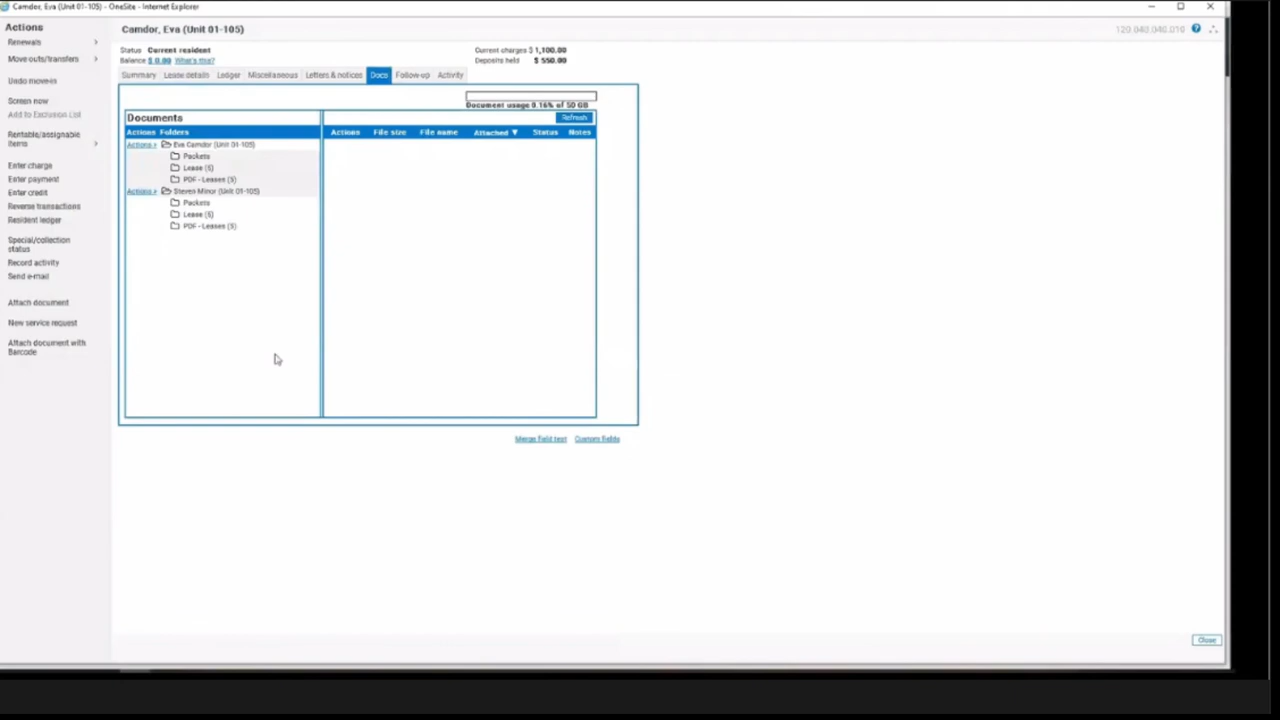 Camdor, Eva (Unit 01-105) - OneSite - Internet Explorer
Actions
Renewals
Move outs/transfers
Undo move-in
Screen now
Add to Exclusion List
Rentable/assignable
items
Enter charge
Enter payment
Enter credit
Reverse transactions
Resident ledger
Special/collection
status
Record activity
Send e-mail
Attach document
New service request
Attach document with
Barcode
Camdor, Eva (Unit 01-105)
120.040.040.019
Status Current resident
Balance $ 0.00 What's this?
Current charges $ 1,100.00
Deposits held $ 550.00
Summary Lease details Ledger Miscellaneous Letters & notices Docs Follow-up Activity
Document usage 0.16% of 50 GB
Documents
Refresh
Actions Folders
Actions File size File name Attached ▼ Status Notes
Actions Eva Camdor (Unit 01-105)
Packets
Lease (5)
PDF - Leases (5)
Actions Steven Minor (Unit 01-105)
Packets
Lease (5)
PDF - Leases (5)
Merge field test Custom fields
Close